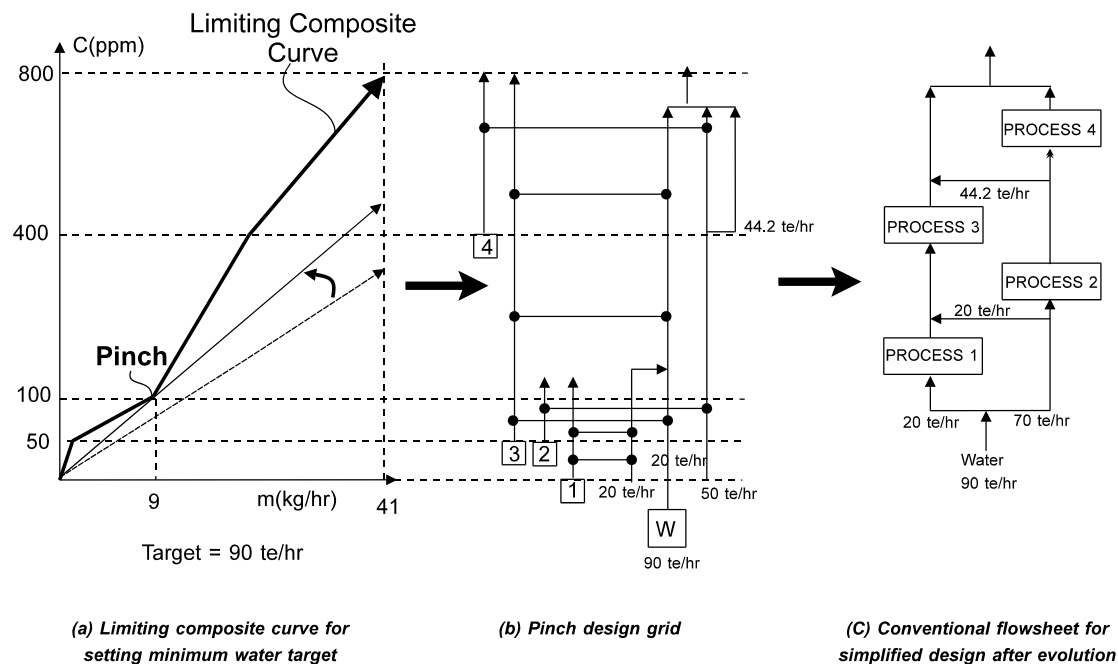 Limiting Composite
Curve
C(ppm)
800
400
100
50
Pinch
9
m(kg/hr)
41
Target = 90 te/hr
4
44.2 te/hr
3
2
1
20 te/hr
20 te/hr
50 te/hr
W
90 te/hr
PROCESS 4
44.2 te/hr
PROCESS 3
PROCESS 2
20 te/hr
PROCESS 1
20 te/hr
70 te/hr
Water
90 te/hr
(a) Limiting composite curve for
setting minimum water target
(b) Pinch design grid
(C) Conventional flowsheet for
simplified design after evolution